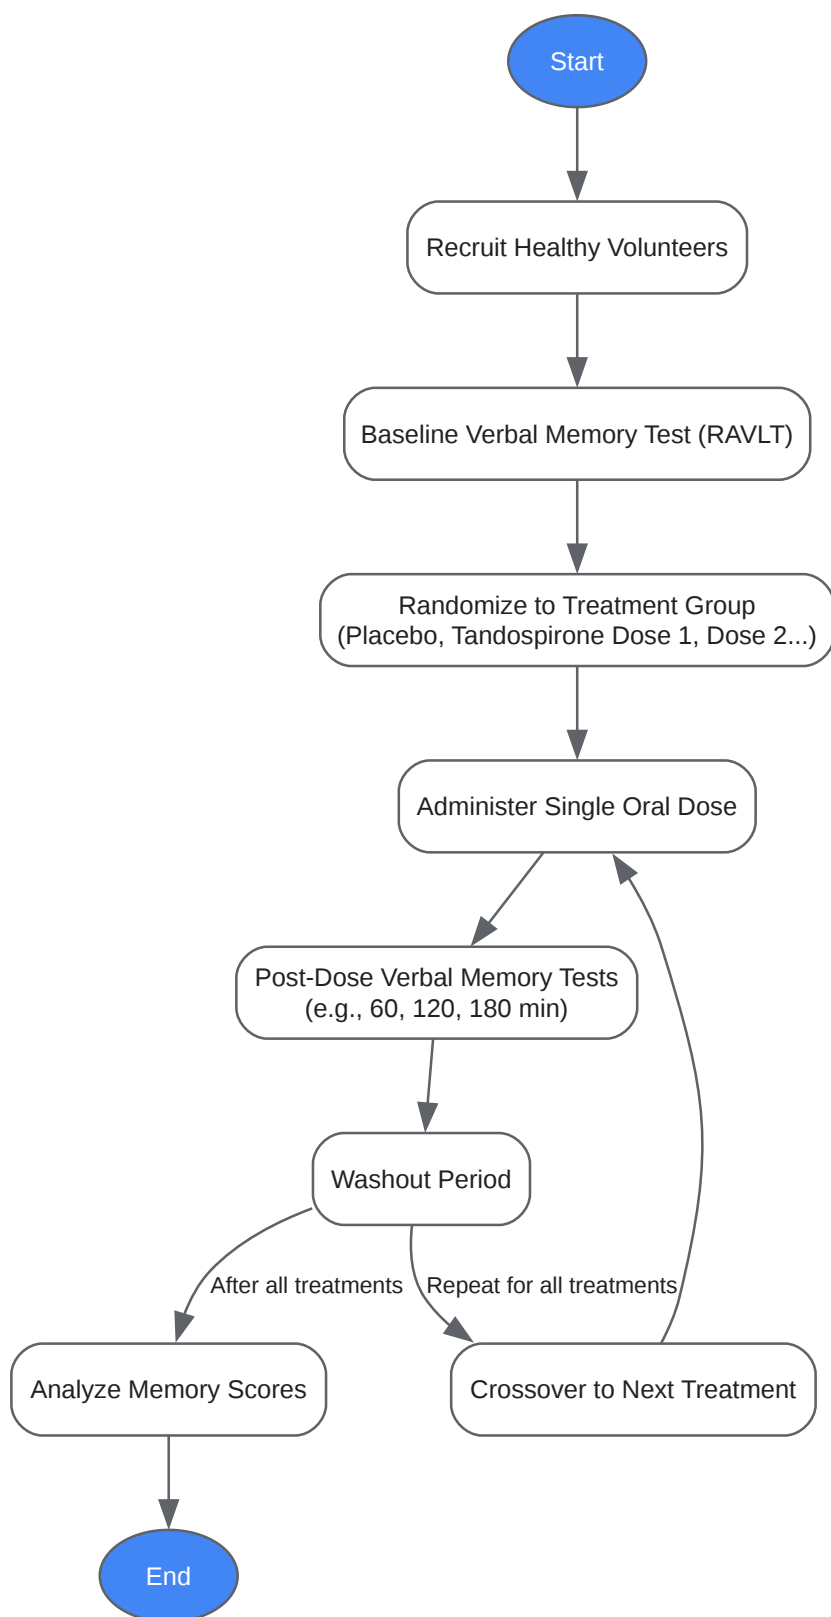 Start
Recruit Healthy Volunteers
Baseline Verbal Memory Test (RAVLT)
Randomize to Treatment Group
(Placebo, Tandospirone Dose 1, Dose 2...)
Administer Single Oral Dose
Post-Dose Verbal Memory Tests
(e.g., 60, 120, 180 min)
Washout Period
After all treatments
Repeat for all treatments
Analyze Memory Scores
Crossover to Next Treatment
End